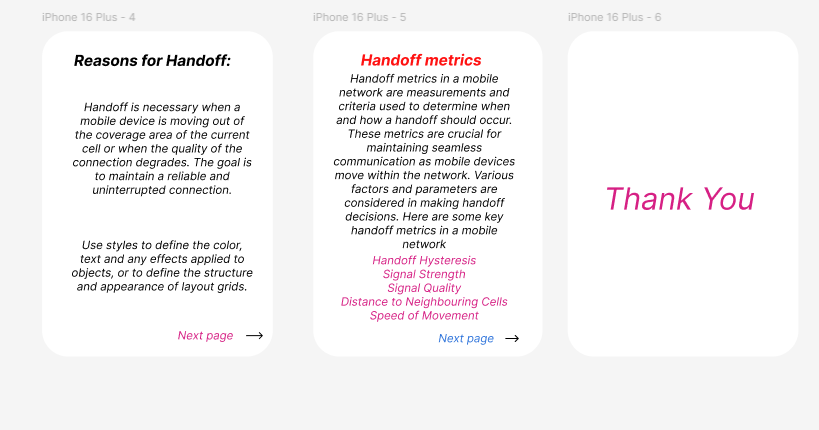 iPhone 16 Plus - 4
Reasons for Handoff:
Handoff is necessary when a
mobile device is moving out of
the coverage area of the current
cell or when the quality of the
connection degrades. The goal is
to maintain a reliable and
uninterrupted connection.
Use styles to define the color,
text and any effects applied to
objects, or to define the structure
and appearance of layout grids.
Next page
iPhone 16 Plus - 5
Handoff metrics
Handoff metrics in a mobile
network are measurements and
criteria used to determine when
and how a handoff should occur.
These metrics are crucial for
maintaining seamless
communication as mobile devices
move within the network. Various
factors and parameters are
considered in making handoff
decisions. Here are some key
handoff metrics in a mobile
network
Handoff Hysteresis
Signal Strength
Signal Quality
Distance to Neighbouring Cells
Speed of Movement
Next page
iPhone 16 Plus - 6
Thank You